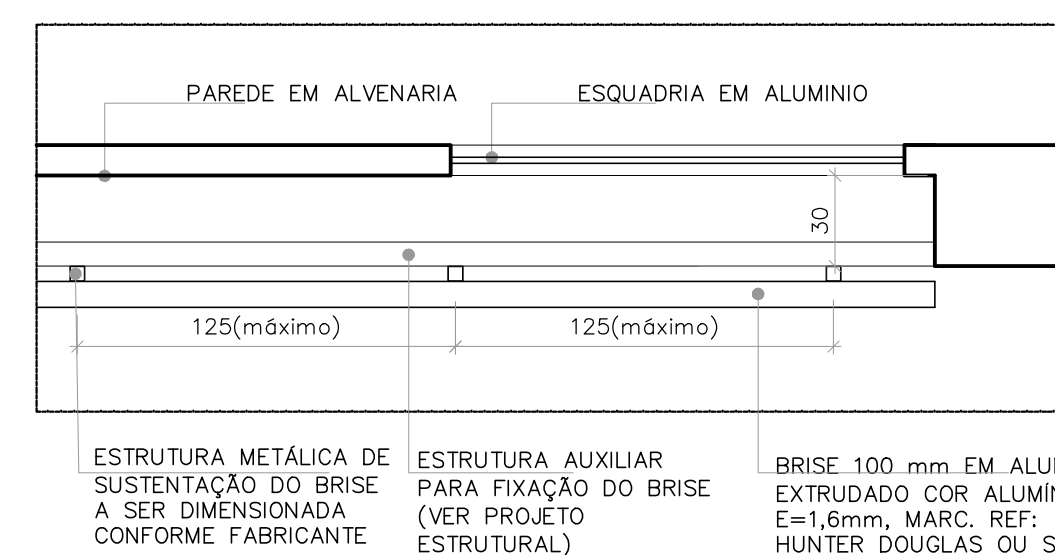 PAREDE EM ALVENARIA
ESQUADRIA EM ALUMINIO
30
125(máximo)
125(máximo)
ESTRUTURA METÁLICA DE
SUSTENTAÇÃO DO BRISE
A SER DIMENSIONADA
CONFORME FABRICANTE
ESTRUTURA AUXILIAR
PARA FIXAÇÃO DO BRISE
(VER PROJETO
ESTRUTURAL)
BRISE 100 mm EM
EXTRUDADO COR
E=1,6mm, MARC. REF:
HUNTER DOUGLAS OU